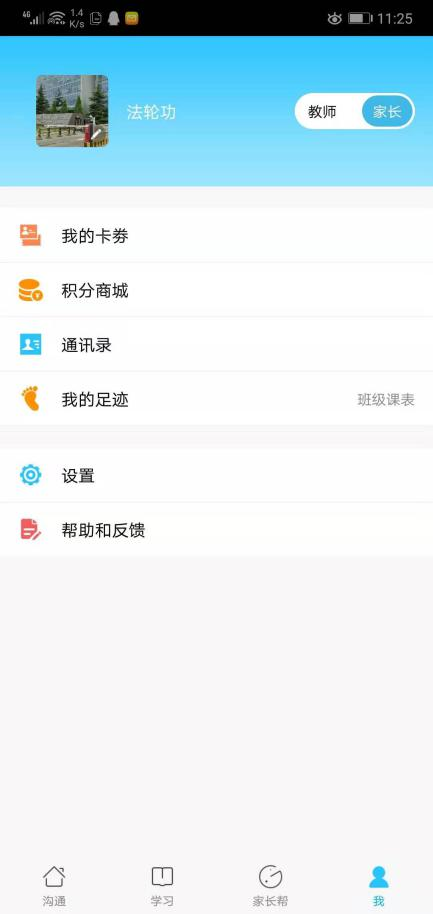 4G 1.4 K/s 11:25
法轮功
教师 家长
我的卡券
积分商城
通讯录
我的足迹 班级课表
设置
帮助和反馈
沟通 学习 家长帮 我